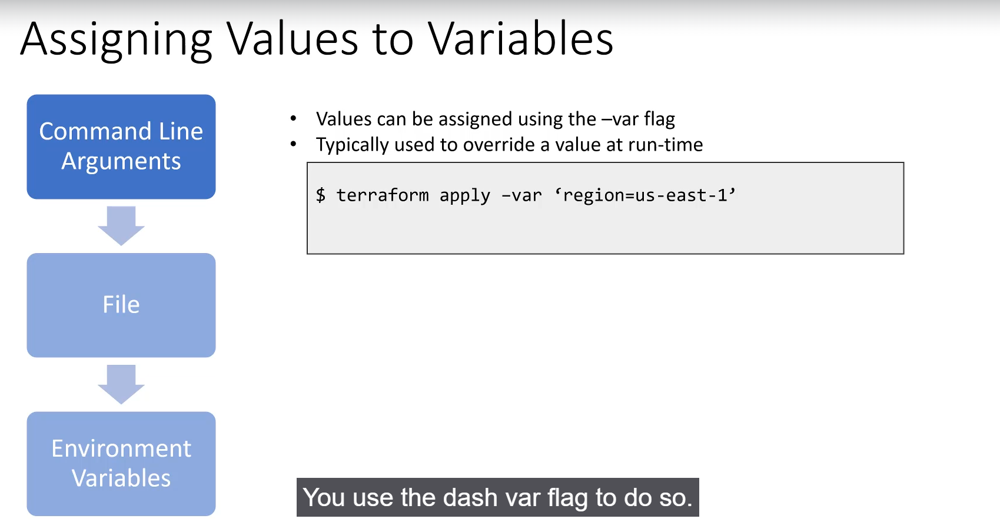 Assigning Values to Variables
Command Line
Arguments
• Values can be assigned using the –var flag
• Typically used to override a value at run-time
$ terraform apply –var ‘region=us-east-1’
File
Environment
Variables
You use the dash var flag to do so.